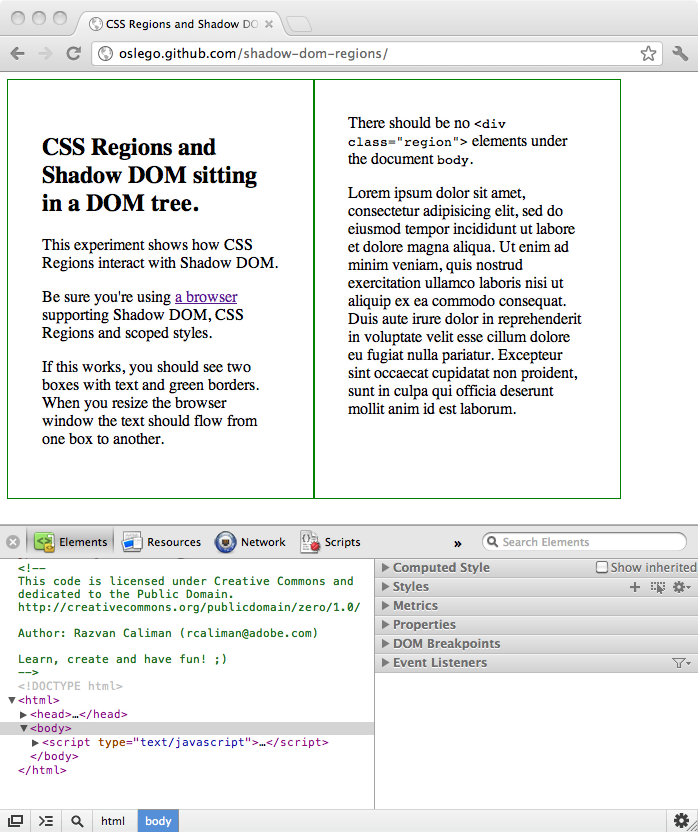 CSS Regions and Shadow DO
oslego.github.com/shadow-dom-regions/
CSS Regions and
Shadow DOM sitting
in a DOM tree.
This experiment shows how CSS
Regions interact with Shadow DOM.
Be sure you're using a browser
supporting Shadow DOM, CSS
Regions and scoped styles.
If this works, you should see two
boxes with text and green borders.
When you resize the browser
window the text should flow from
one box to another.
There should be no <div
class="region"> elements under
the document body.
Lorem ipsum dolor sit amet,
consectetur adipisicing elit, sed do
eiusmod tempor incididunt ut labore
et dolore magna aliqua. Ut enim ad
minim veniam, quis nostrud
exercitation ullamco laboris nisi ut
aliquip ex ea commodo consequat.
Duis aute irure dolor in reprehenderit
in voluptate velit esse cillum dolore
eu fugiat nulla pariatur. Excepteur
sint occaecat cupidatat non proident,
sunt in culpa qui officia deserunt
mollit anim id est laborum.
Elements Resources Network Scripts » Search Elements
<!--
This code is licensed under Creative Commons and
dedicated to the Public Domain.
http://creativecommons.org/publicdomain/zero/1.0/
Author: Razvan Caliman (rcaliman@adobe.com)
Learn, create and have fun! ;)
-->
<!DOCTYPE html>
<html>
<head>…</head>
<body>
<script type="text/javascript">…</script>
</body>
</html>
Computed Style Show inherited
Styles
Metrics
Properties
DOM Breakpoints
Event Listeners
html body